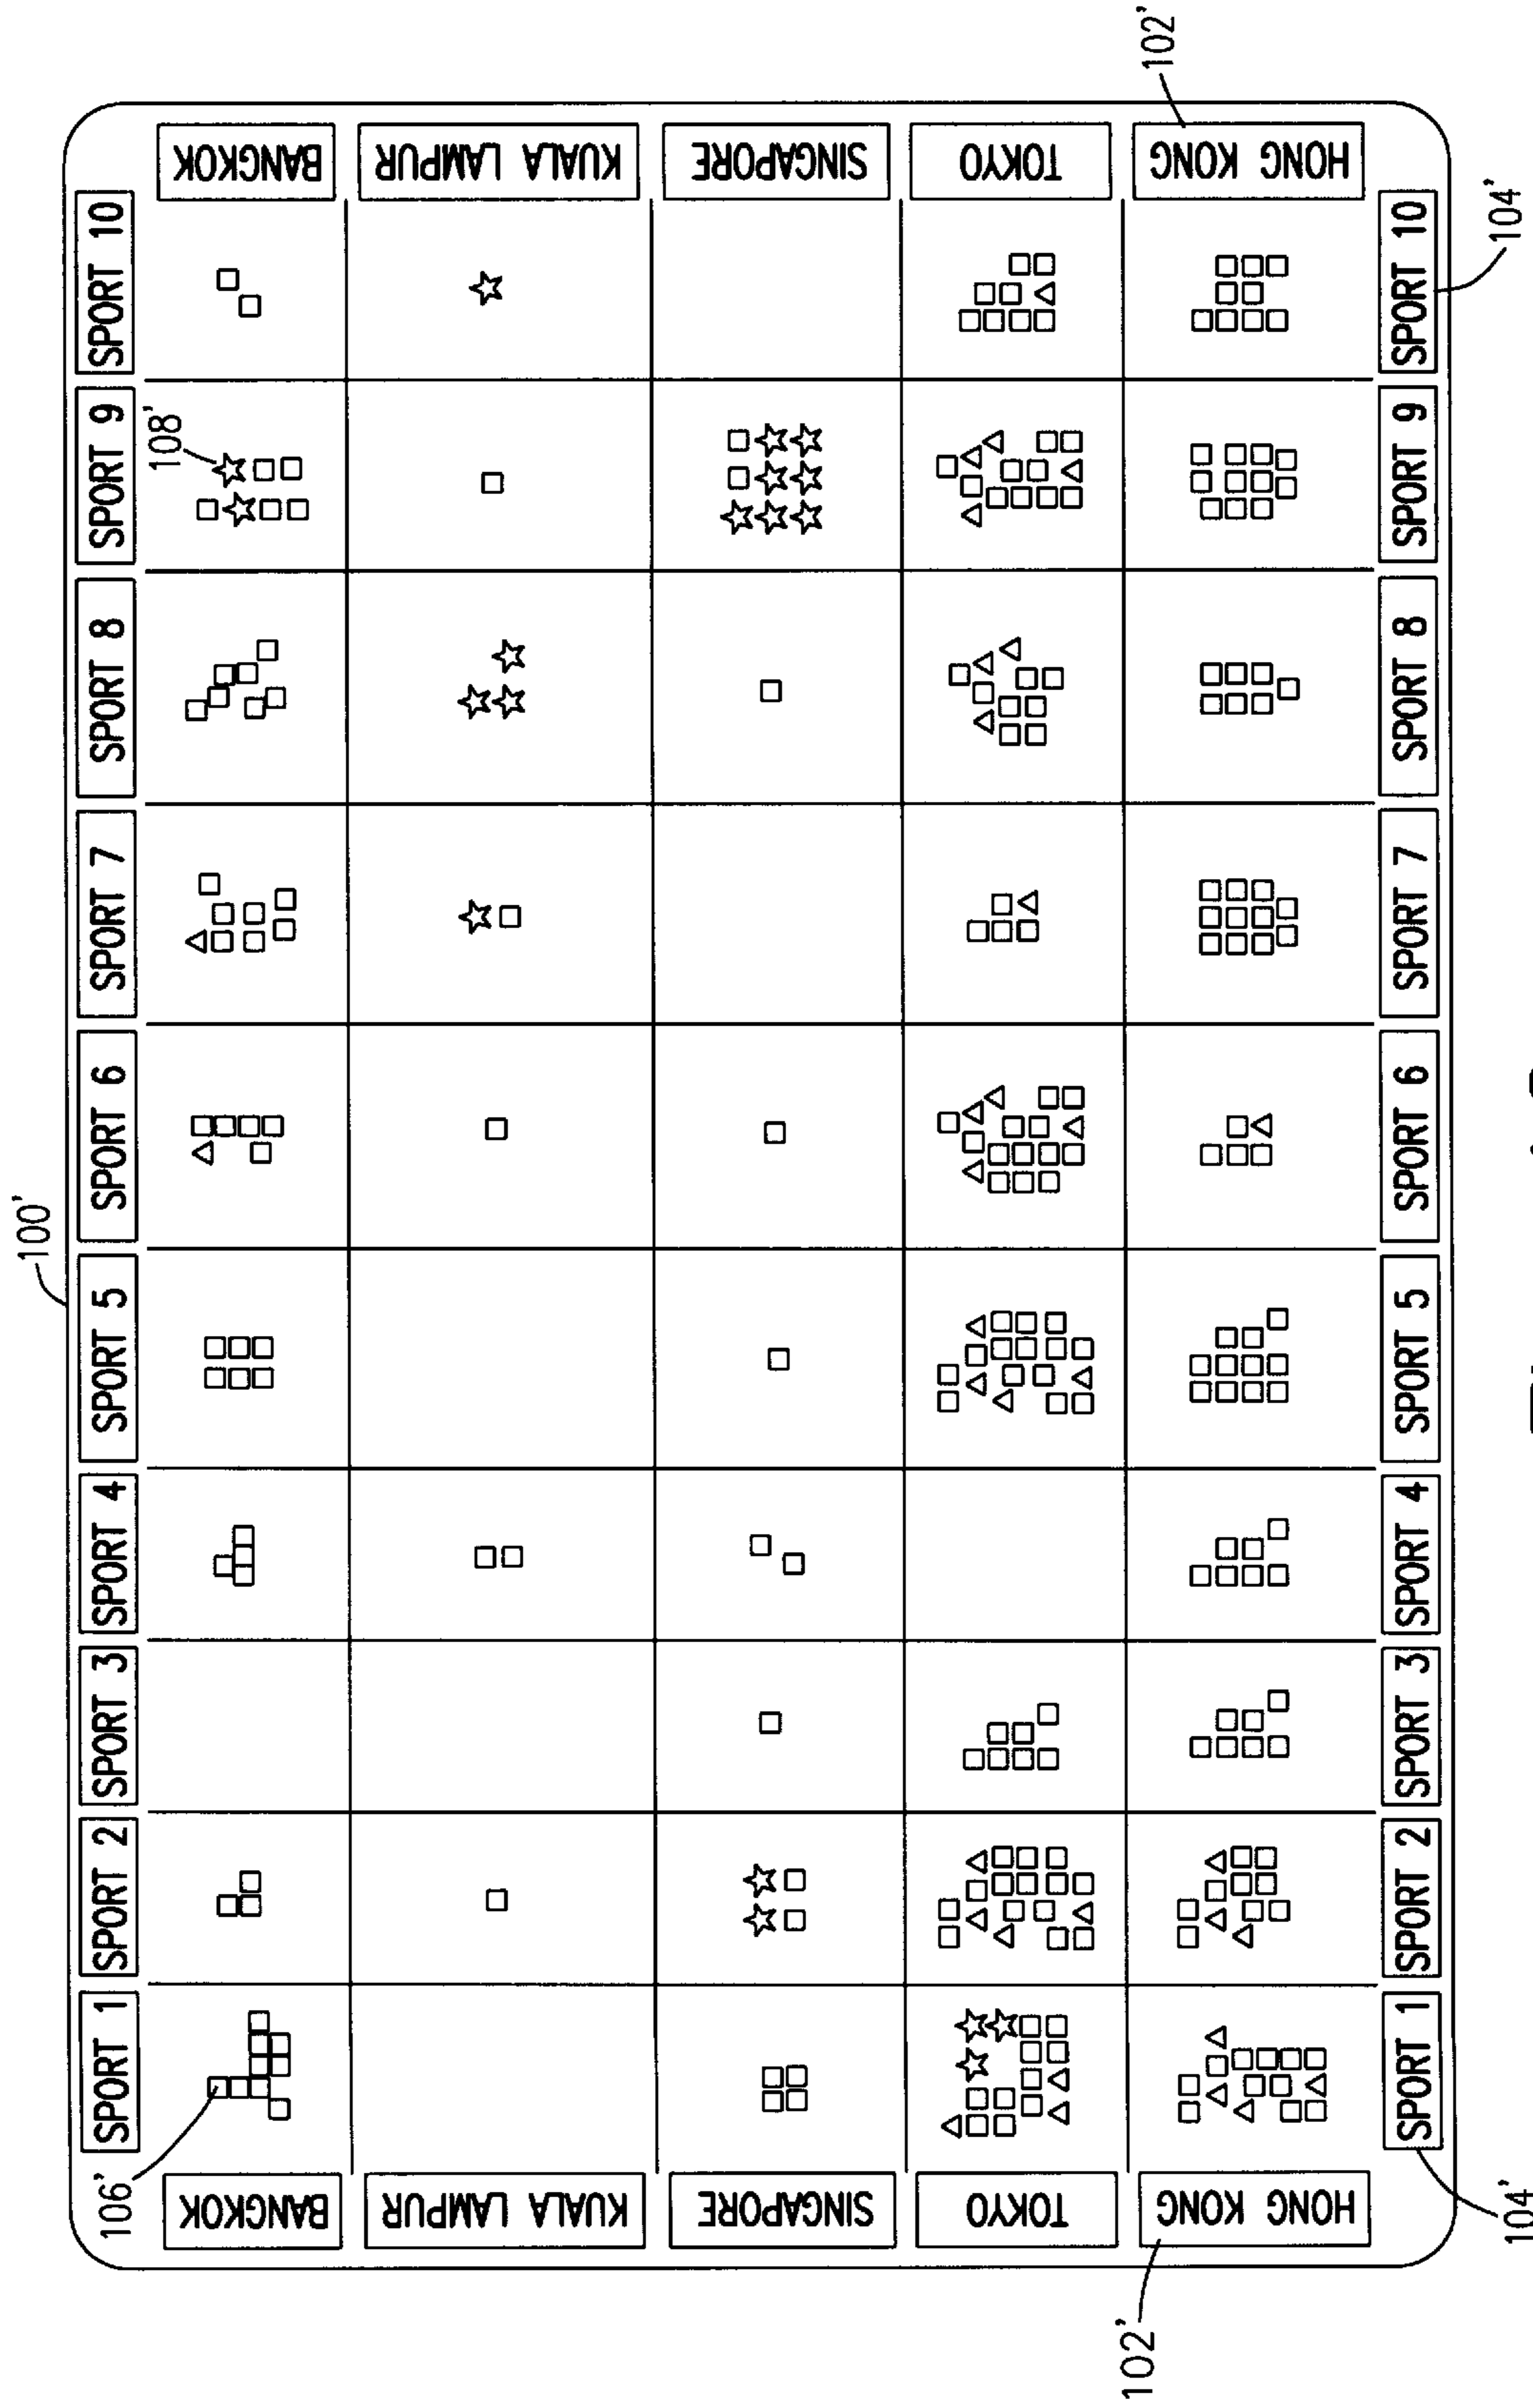 100'
SPORT 1
SPORT 2
SPORT 3
SPORT 4
SPORT 5
SPORT 6
SPORT 7
SPORT 8
SPORT 9
SPORT 10
106'
108'
BANGKOK
BANGKOK
KUALA LAMPUR
KUALA LAMPUR
SINGAPORE
SINGAPORE
TOKYO
TOKYO
HONG KONG
HONG KONG
102'
102'
SPORT 1
SPORT 2
SPORT 3
SPORT 4
SPORT 5
SPORT 6
SPORT 7
SPORT 8
SPORT 9
SPORT 10
104'
104'